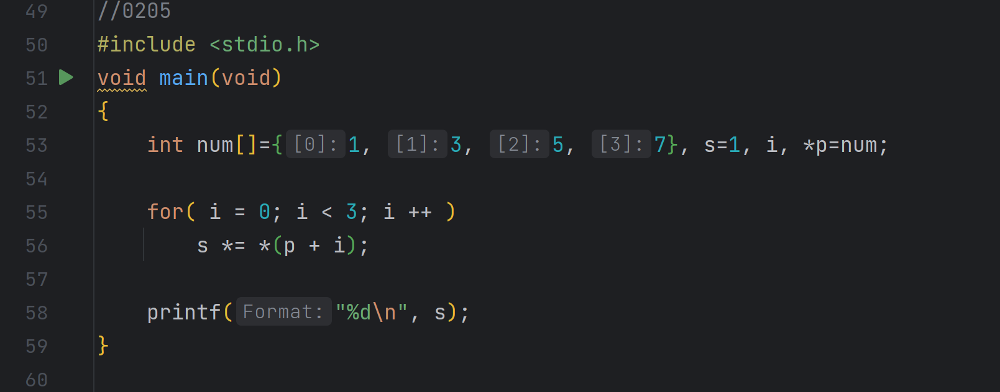 49 //0205
50 #include <stdio.h>
51 void main(void)
52 {
53 int num[]={[0]:1, [1]:3, [2]:5, [3]:7}, s=1, i, *p=num;
54
55 for( i = 0; i < 3; i ++ )
56 s *= *(p + i);
57
58 printf(Format:"%d\n", s);
59 }
60